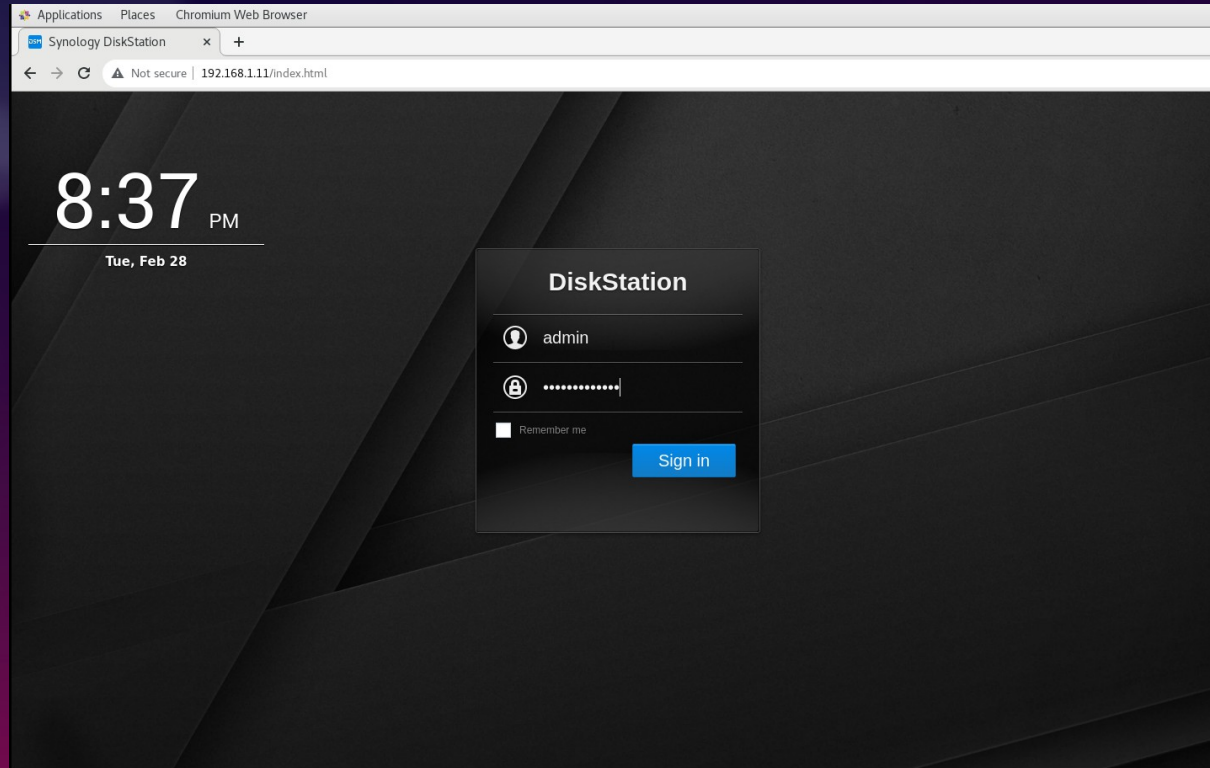 Applications Places Chromium Web Browser
DSM Synology DiskStation × +
Not secure 192.168.1.11/index.html
8:37 PM
Tue, Feb 28
DiskStation
admin
•••••••••••••
Remember me
Sign in